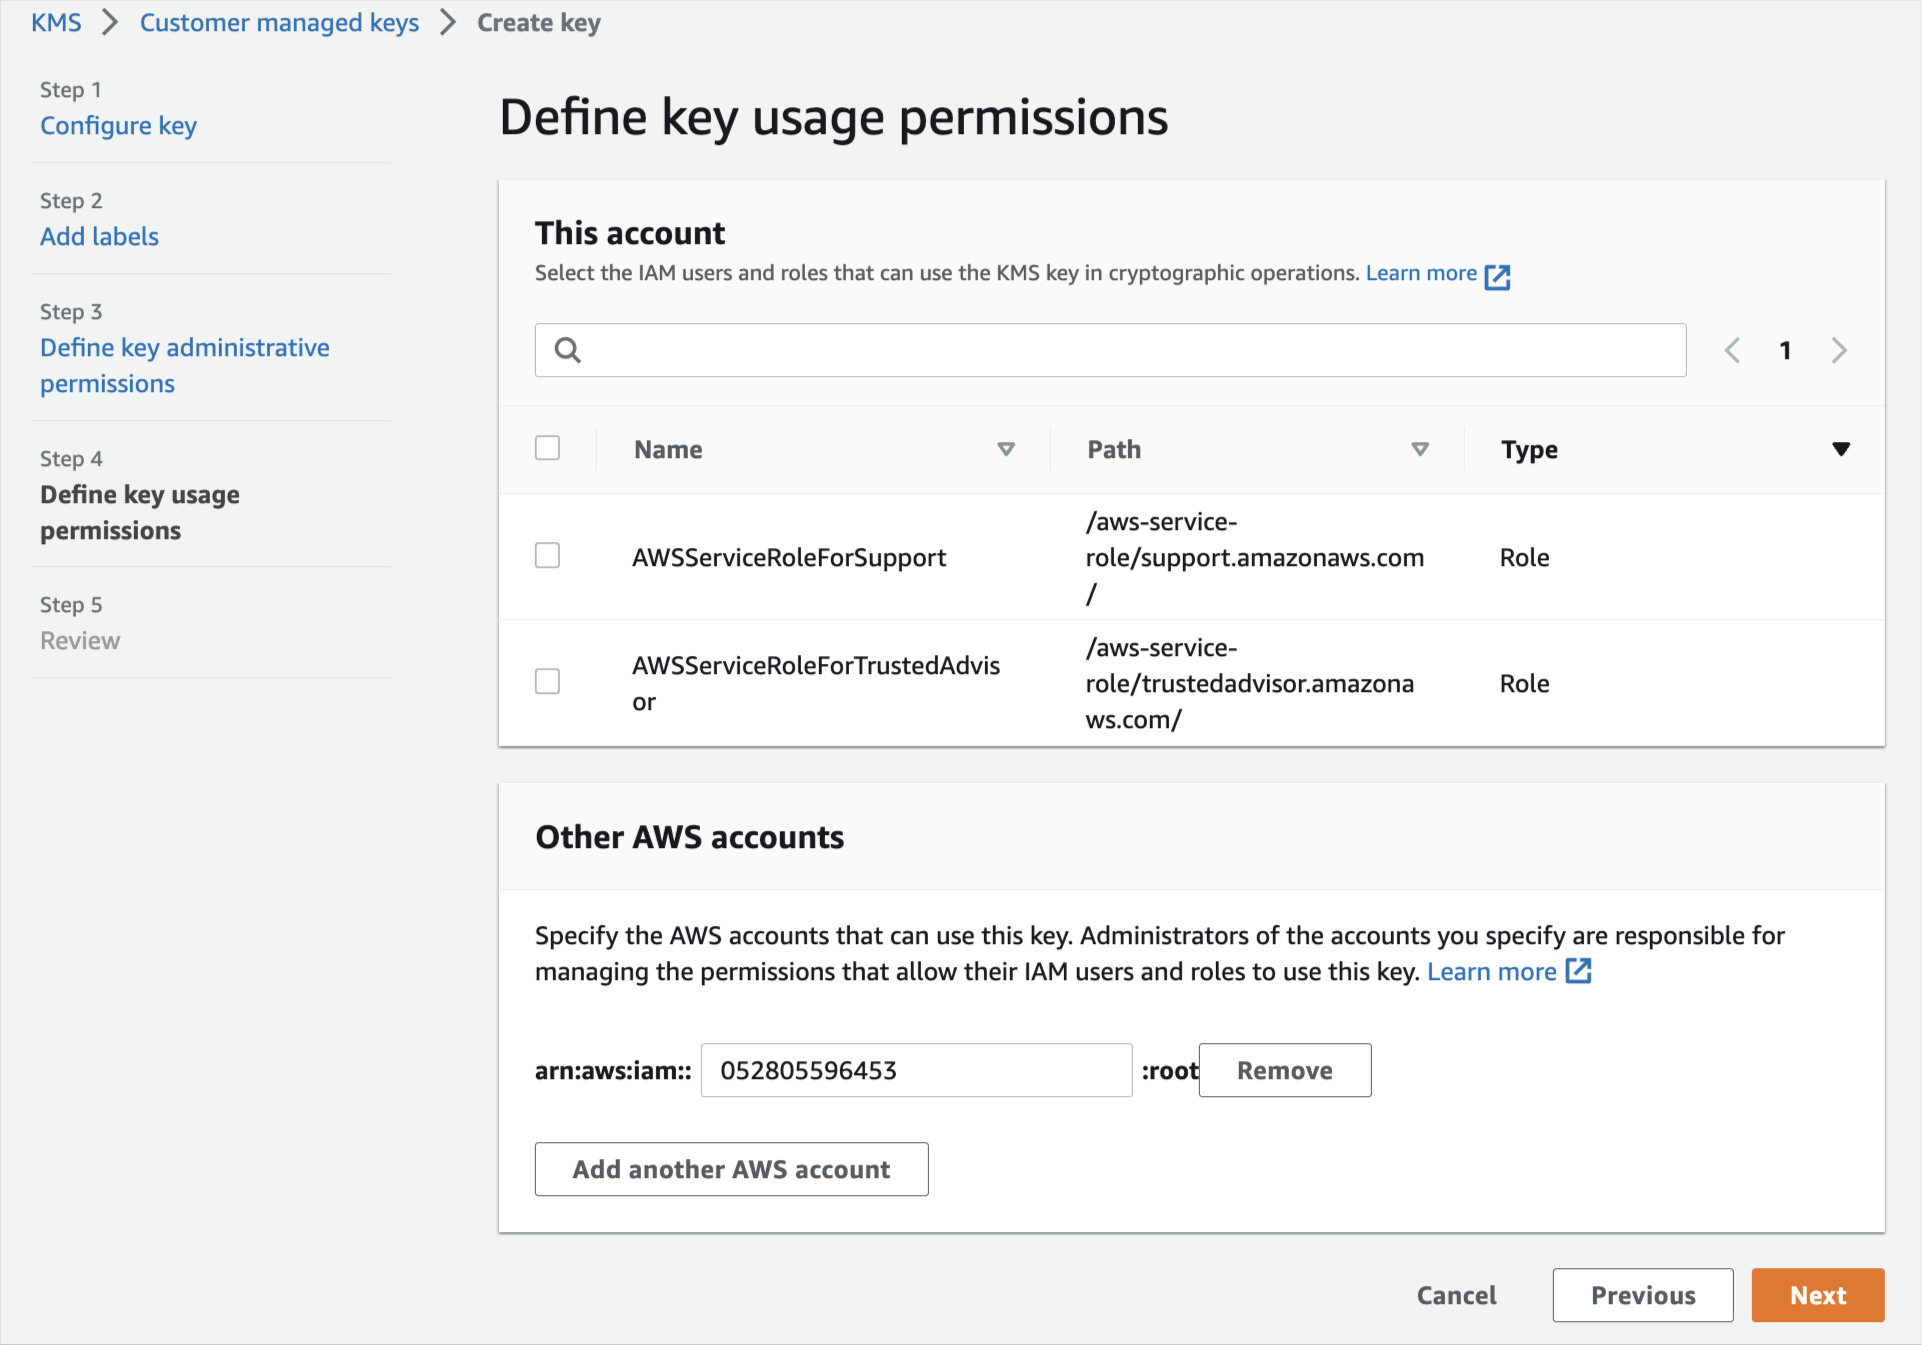 KMS > Customer managed keys > Create key
Step 1
Configure key
Step 2
Add labels
Step 3
Define key administrative
permissions
Step 4
Define key usage
permissions
Step 5
Review
Define key usage permissions
This account
Select the IAM users and roles that can use the KMS key in cryptographic operations. Learn more
1
Name Path Type
AWSServiceRoleForSupport
/aws-service-
role/support.amazonaws.com
/
Role
AWSServiceRoleForTrustedAdvis
or
/aws-service-
role/trustedadvisor.amazona
ws.com/
Role
Other AWS accounts
Specify the AWS accounts that can use this key. Administrators of the accounts you specify are responsible for
managing the permissions that allow their IAM users and roles to use this key. Learn more
arn:aws:iam:: 052805596453 :root Remove
Add another AWS account
Cancel Previous Next